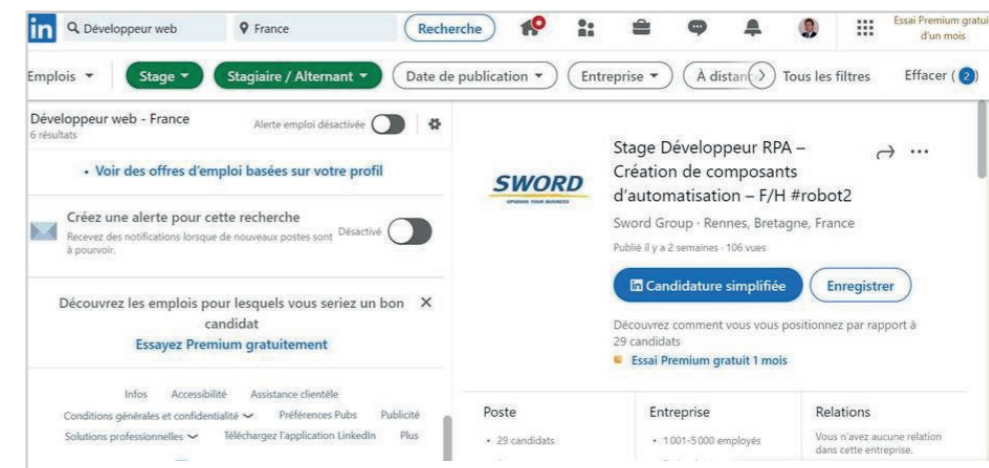 in Développeur web France Recherche Essai Premium gratui
d'un mois
Emplois Stage Stagiaire / Alternant Date de publication Entreprise À distan Tous les filtres Effacer ( 2 )
Développeur web - France
6 résultats
Alerte emploi désactivée
• Voir des offres d'emploi basées sur votre profil
Créez une alerte pour cette recherche
Recevez des notifications lorsque de nouveaux postes sont
à pourvoir.
Désactivé
Découvrez les emplois pour lesquels vous seriez un bon
candidat
Essayez Premium gratuitement
Infos Accessibilité Assistance clientèle
Conditions générales et confidentialité Préférences Pubs Publicité
Solutions professionnelles Téléchargez l'application LinkedIn Plus
SWORD
Stage Développeur RPA –
Création de composants
d'automatisation – F/H #robot2
Sword Group · Rennes, Bretagne, France
Publié il y a 2 semaines · 106 vues
in Candidature simplifiée Enregistrer
Découvrez comment vous vous positionnez par rapport à
29 candidats
Essai Premium gratuit 1 mois
Poste
• 29 candidats
Entreprise
• 1 001-5 000 employés
Relations
Vous n'avez aucune relation
dans cette entreprise.